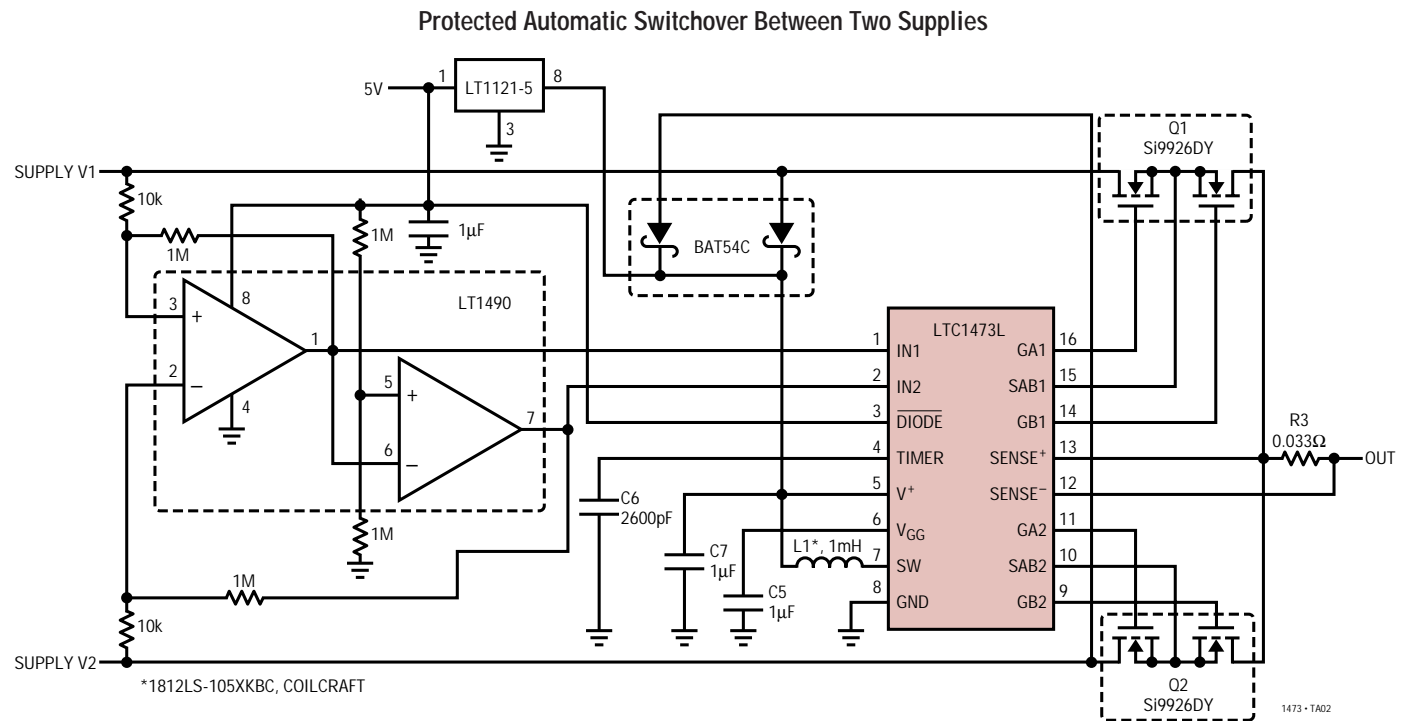 Protected Automatic Switchover Between Two Supplies
5V
1
LT1121-5
8
3
SUPPLY V1
10k
1M
1M
1µF
BAT54C
Q1
Si9926DY
LT1490
3
+
2
–
8
1
4
5
+
6
–
7
1M
1M
10k
SUPPLY V2
*1812LS-105XKBC, COILCRAFT
C6
2600pF
C7
1µF
C5
1µF
L1*, 1mH
LTC1473L
1 IN1 GA1 16
2 IN2 SAB1 15
3 D̅I̅O̅D̅E̅ GB1 14
4 TIMER SENSE+ 13
5 V+ SENSE– 12
6 VGG GA2 11
7 SW SAB2 10
8 GND GB2 9
R3
0.033Ω
OUT
Q2
Si9926DY
1473 • TA02